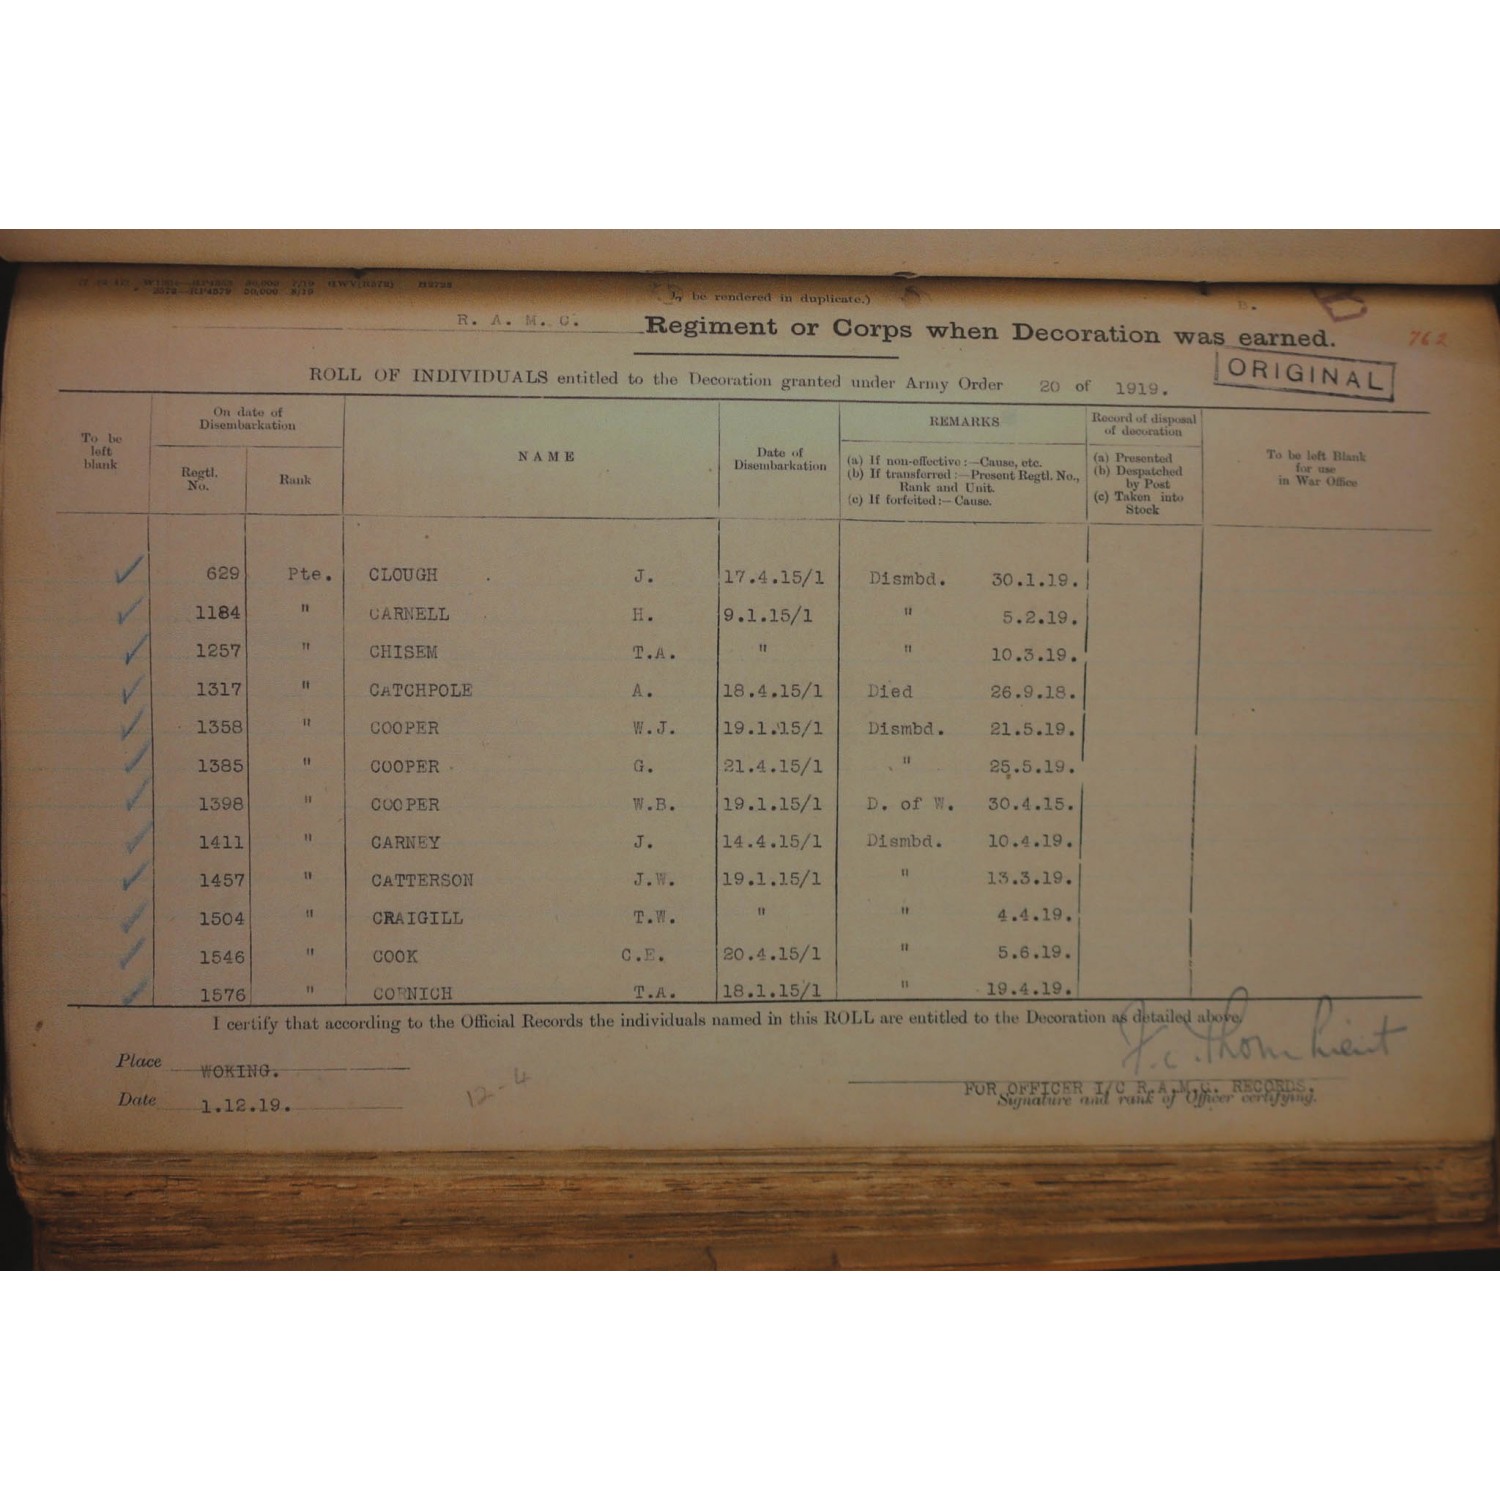 be rendered in duplicate.)
R. A. M. C. Regiment or Corps when Decoration was earned.
762
ORIGINAL
ROLL OF INDIVIDUALS entitled to the Decoration granted under Army Order 20 of 1919.
To be left blank
On date of Disembarkation
Regtl. No.
Rank
NAME
Date of Disembarkation
REMARKS
(a) If non-effective:—Cause, etc.
(b) If transferred:—Present Regtl. No., Rank and Unit.
(c) If forfeited:—Cause.
Record of disposal of decoration
(a) Presented
(b) Despatched by Post
(c) Taken into Stock
To be left Blank for use in War Office
629 Pte. CLOUGH J. 17.4.15/1 Dismbd. 30.1.19.
1184 " CARNELL H. 9.1.15/1 " 5.2.19.
1257 " CHISEM T.A. " " 10.3.19.
1317 " CATCHPOLE A. 18.4.15/1 Died 26.9.18.
1358 " COOPER W.J. 19.1.15/1 Dismbd. 21.5.19.
1385 " COOPER G. 21.4.15/1 " 25.5.19.
1398 " COOPER W.B. 19.1.15/1 D. of W. 30.4.15.
1411 " CARNEY J. 14.4.15/1 Dismbd. 10.4.19.
1457 " CATTERSON J.W. 19.1.15/1 " 13.3.19.
1504 " CRAIGILL T.W. " " 4.4.19.
1546 " COOK C.E. 20.4.15/1 " 5.6.19.
1576 " CORNICH T.A. 18.1.15/1 " 19.4.19.
I certify that according to the Official Records the individuals named in this ROLL are entitled to the Decoration as detailed above.
Place WOKING.
Date 1.12.19.
12-4
Lieut
FOR OFFICER I/C R.A.M.C. RECORDS.
Signature and rank of Officer certifying.